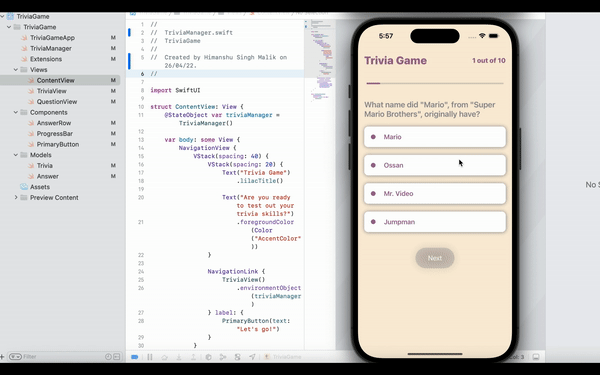 TriviaGame
TriviaGame
TriviaGameApp
TriviaManager
Extensions
Views
ContentView
TriviaView
QuestionView
Components
AnswerRow
ProgressBar
PrimaryButton
Models
Trivia
Answer
Assets
Preview Content
Filter
1 //
2 // TriviaManager.swift
3 // TriviaGame
4 //
5 // Created by Himanshu Singh Malik on
26/04/22.
6 //
7
8 import SwiftUI
9
10 struct ContentView: View {
11 @StateObject var triviaManager =
TriviaManager()
12
13 var body: some View {
14 NavigationView {
15 VStack(spacing: 40) {
16 VStack(spacing: 20) {
17 Text("Trivia Game")
18 .lilacTitle()
19
20 Text("Are you ready
to test out your
trivia skills?")
21 .foregroundColor
(Color
("AccentColor"
))
22 }
23
24 NavigationLink {
25 TriviaView()
26 .environmentObject
(triviaManager
)
27 } label: {
28 PrimaryButton(text:
"Let's go!")
29 }
30 }
TriviaGame
5:57
Trivia Game
1 out of 10
What name did "Mario", from "Super
Mario Brothers", originally have?
Mario
Ossan
Mr. Video
Jumpman
Next
No S